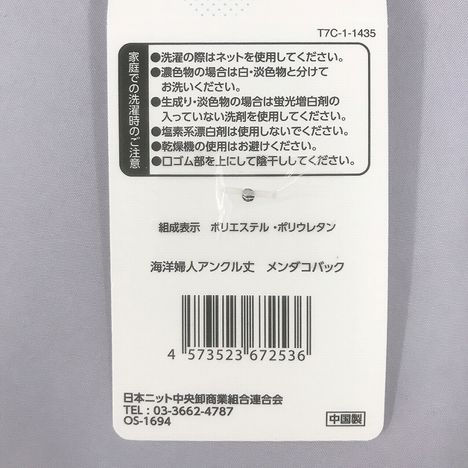 T7C-1-1435
家庭での洗濯時のご注意
●洗濯の際はネットを使用してください。
●濃色物の場合は白・淡色物と分けて
お洗いください。
●生成り・淡色物の場合は蛍光増白剤の
入っていない洗剤を使用してください。
●塩素系漂白剤は使用しないでください。
●乾燥機の使用はお避けください。
●口ゴム部を上にして陰干ししてください。
組成表示 ポリエステル・ポリウレタン
海洋婦人アンクル丈 メンダコバック
4 573523 672536
日本ニット中央卸商業組合連合会
TEL : 03-3662-4787
OS-1694
中国製